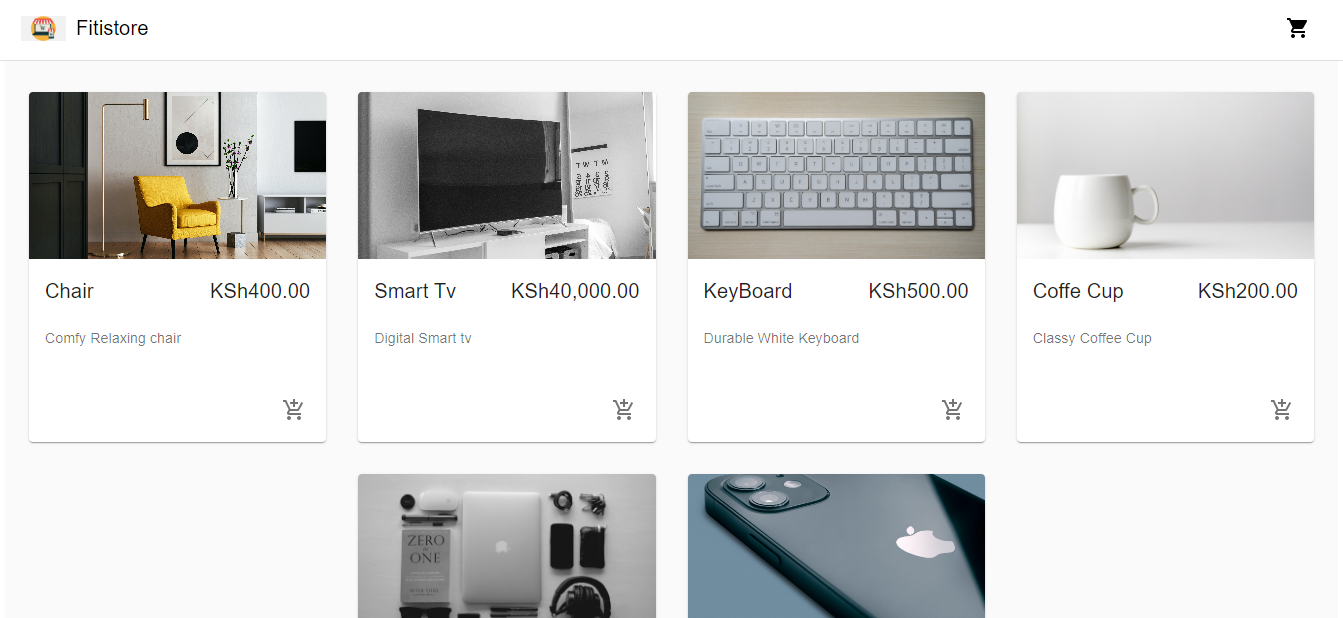 Fitistore
Chair KSh400.00
Comfy Relaxing chair
Smart Tv KSh40,000.00
Digital Smart tv
KeyBoard KSh500.00
Durable White Keyboard
Coffe Cup KSh200.00
Classy Coffee Cup
ZERO
ONE